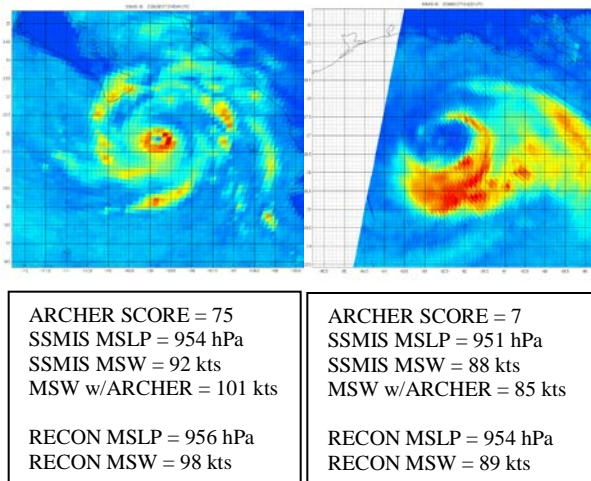 ARCHER SCORE = 75
SSMIS MSLP = 954 hPa
SSMIS MSW = 92 kts
MSW w/ARCHER = 101 kts
RECON MSLP = 956 hPa
RECON MSW = 98 kts
ARCHER SCORE = 7
SSMIS MSLP = 951 hPa
SSMIS MSW = 88 kts
MSW w/ARCHER = 85 kts
RECON MSLP = 954 hPa
RECON MSW = 89 kts